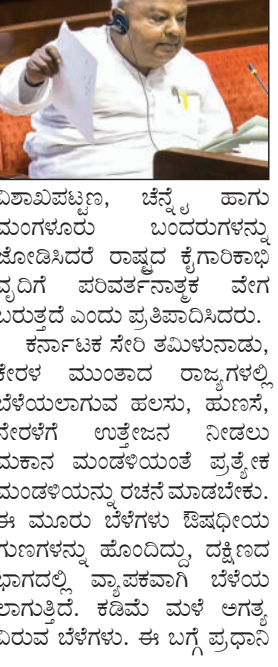 ವಿಶಾಖಪಟ್ಟಣ, ಚೆನ್ನೈ ಹಾಗು
ಮಂಗಳೂರು ಬಂದರುಗಳನ್ನು
ಜೋಡಿಸಿದರೆ ರಾಷ್ಟ್ರದ ಕೈಗಾರಿಕಾಭಿ
ವೃದಿಗೆ ಪರಿವರ್ತನಾತ್ಮಕ ವೇಗ
ಬರುತ್ತದೆ ಎಂದು ಪ್ರತಿಪಾದಿಸಿದರು.
ಕರ್ನಾಟಕ ಸೇರಿ ತಮಿಳುನಾಡು,
ಕೇರಳ ಮುಂತಾದ ರಾಜ್ಯಗಳಲ್ಲಿ
ಬೆಳೆಯಲಾಗುವ ಹಲಸು, ಹುಣಸೆ,
ನೇರಳೆಗೆ ಉತ್ತೇಜನ ನೀಡಲು
ಮಕಾನ ಮಂಡಳಿಯಂತೆ ಪ್ರತ್ಯೇಕ
ಮಂಡಳಿಯನ್ನು ರಚನೆ ಮಾಡಬೇಕು.
ಈ ಮೂರು ಬೆಳೆಗಳು ಔಷಧೀಯ
ಗುಣಗಳನ್ನು ಹೊಂದಿದ್ದು, ದಕ್ಷಿಣದ
ಭಾಗದಲ್ಲಿ ವ್ಯಾಪಕವಾಗಿ ಬೆಳೆಯ
ಲಾಗುತ್ತಿದೆ. ಕಡಿಮೆ ಮಳೆ ಅಗತ್ಯ
ವಿರುವ ಬೆಳೆಗಳು. ಈ ಬಗ್ಗೆ ಪ್ರಧಾನಿ